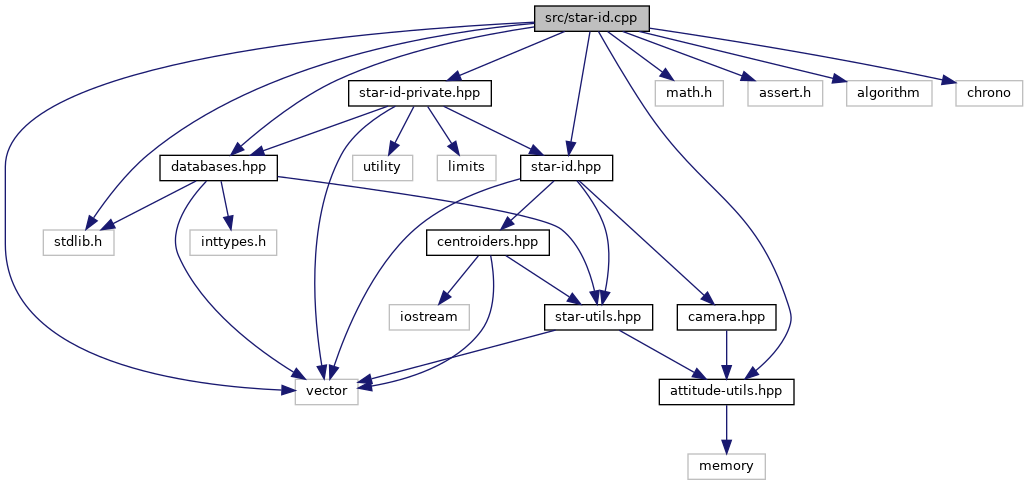 src/star-id.cpp
star-id-private.hpp
math.h
assert.h
algorithm
chrono
databases.hpp
utility
limits
star-id.hpp
stdlib.h
inttypes.h
centroiders.hpp
iostream
star-utils.hpp
camera.hpp
vector
attitude-utils.hpp
memory